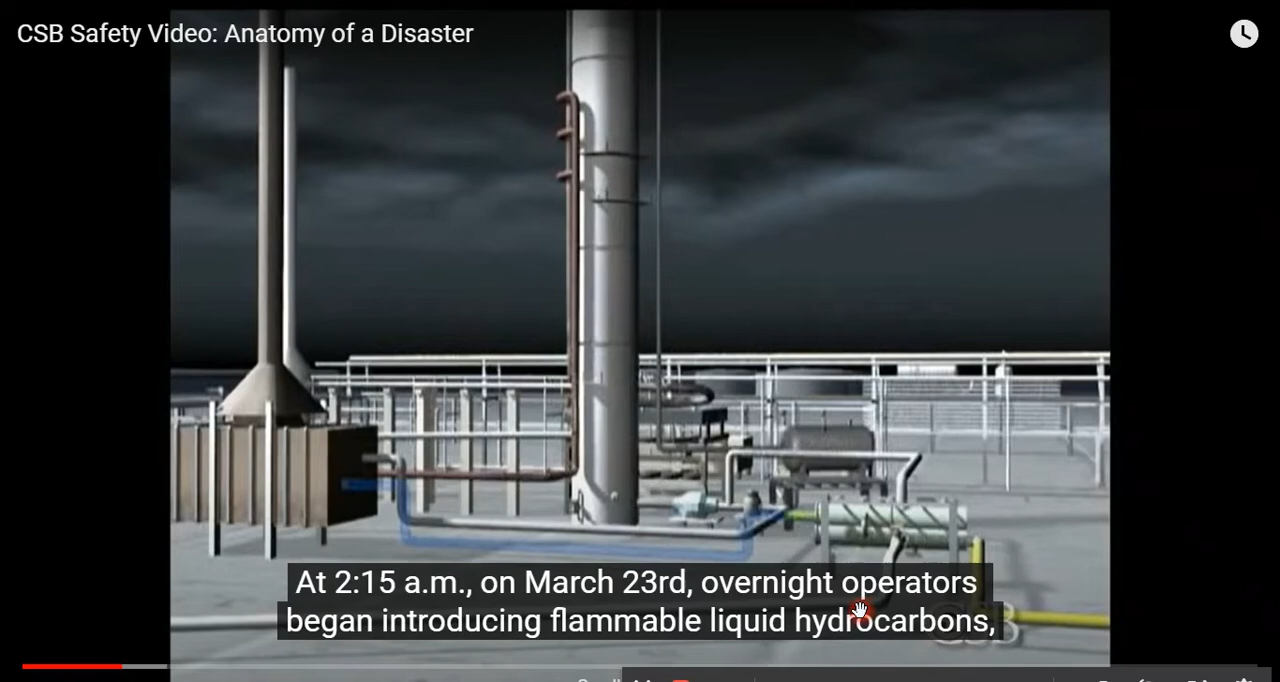 CSB Safety Video: Anatomy of a Disaster
At 2:15 a.m., on March 23rd, overnight operators
began introducing flammable liquid hydrocarbons,
CSB